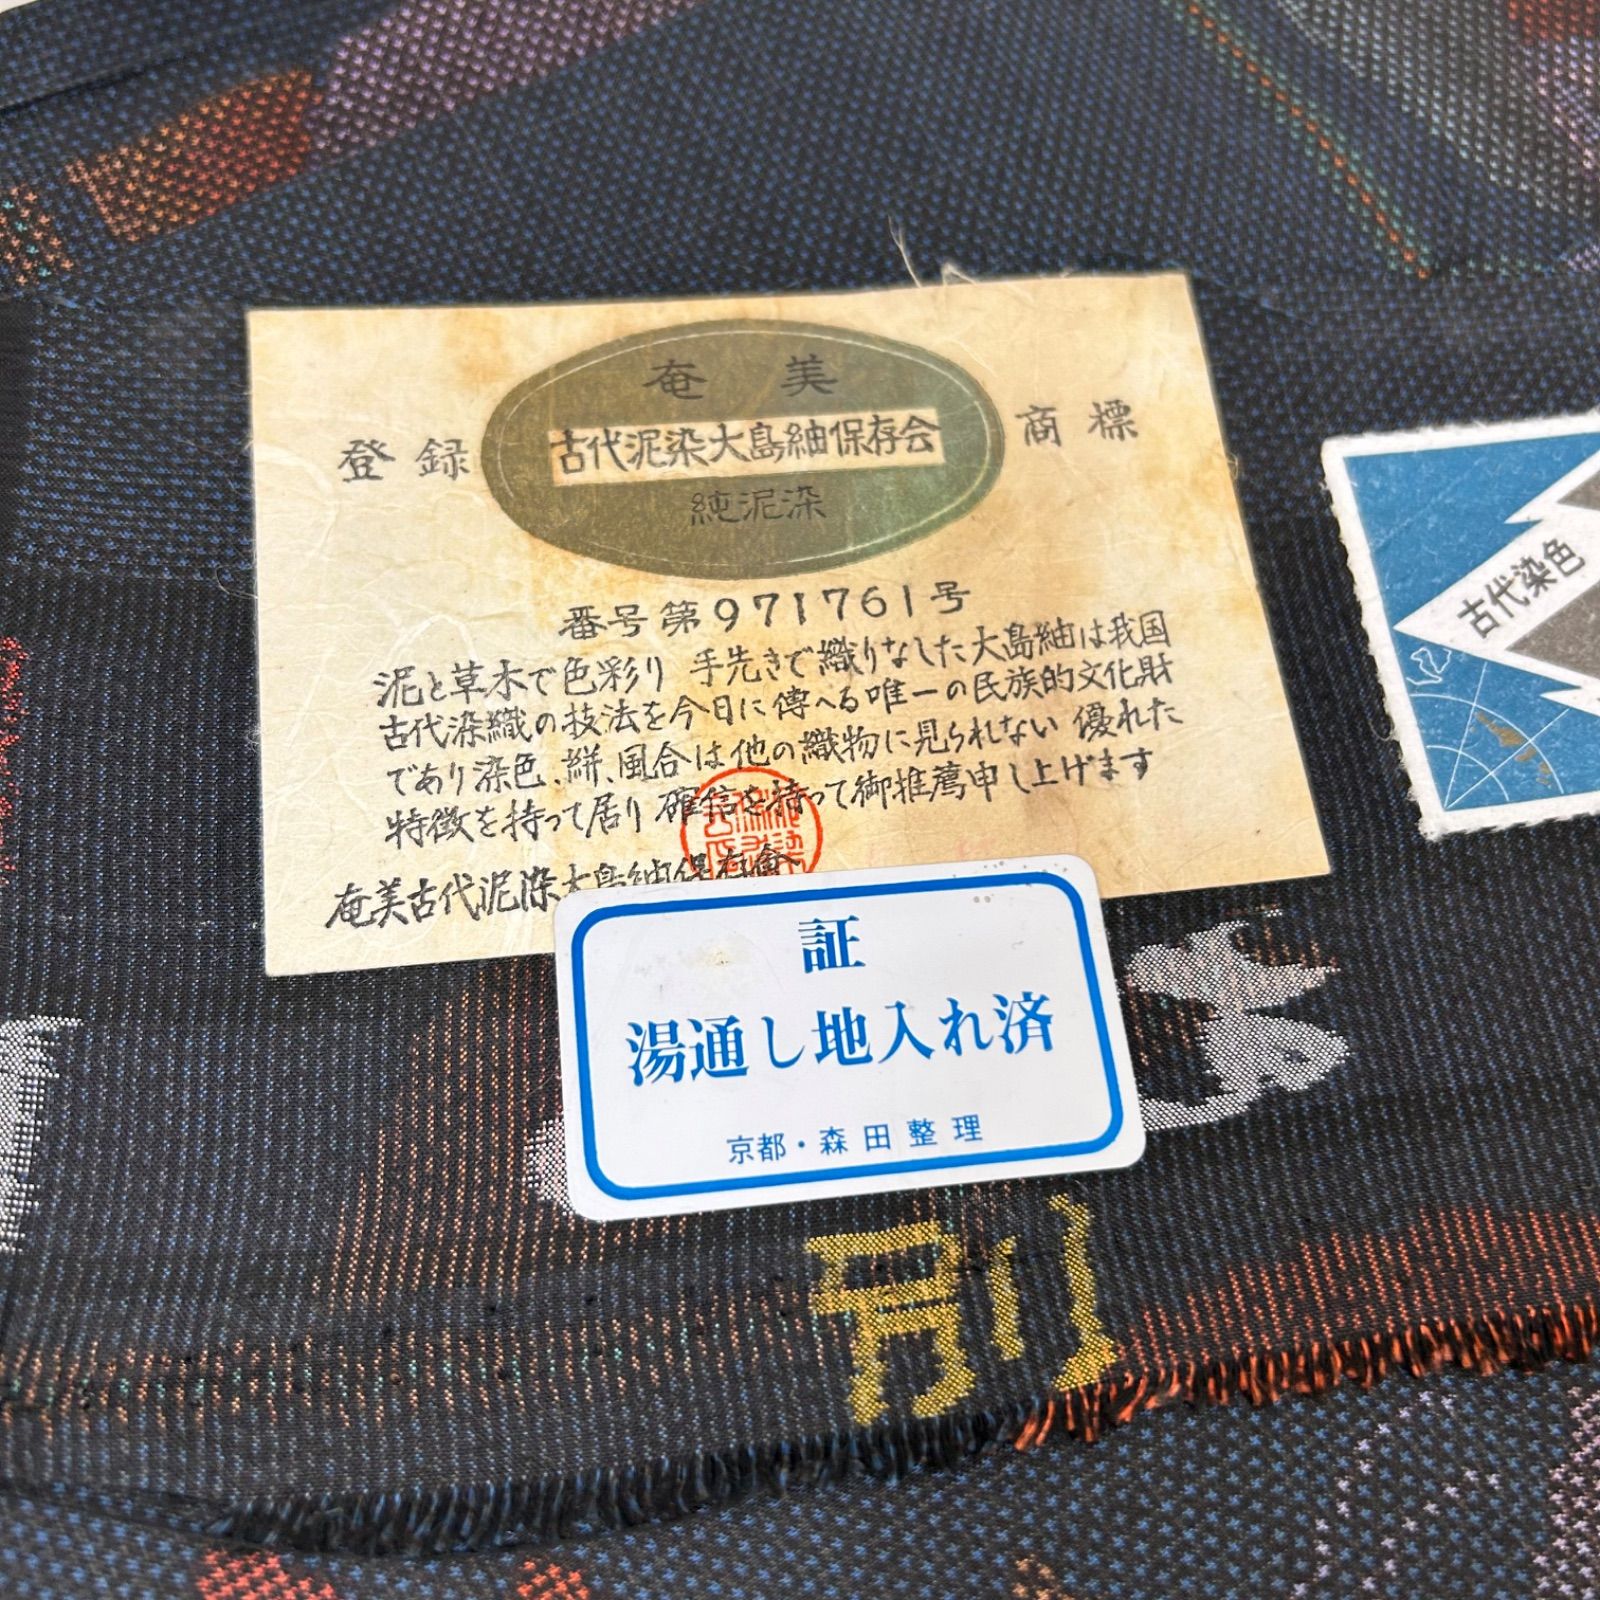 奄美
登録 古代泥染大島紬保存会 商標
純泥染
番号第971761号
泥と草木で色彩り 手先きで織りなした大島紬は我国
古代染織の技法を今日に傳へる唯一の民族的文化財
であり染色、絣、風合は他の織物に見られない 優れた
特徴を持って居り 確信を持って御推薦申し上げます
奄美古代泥染大島紬保存會
証
湯通し地入れ済
京都・森田整理
古代染色
別